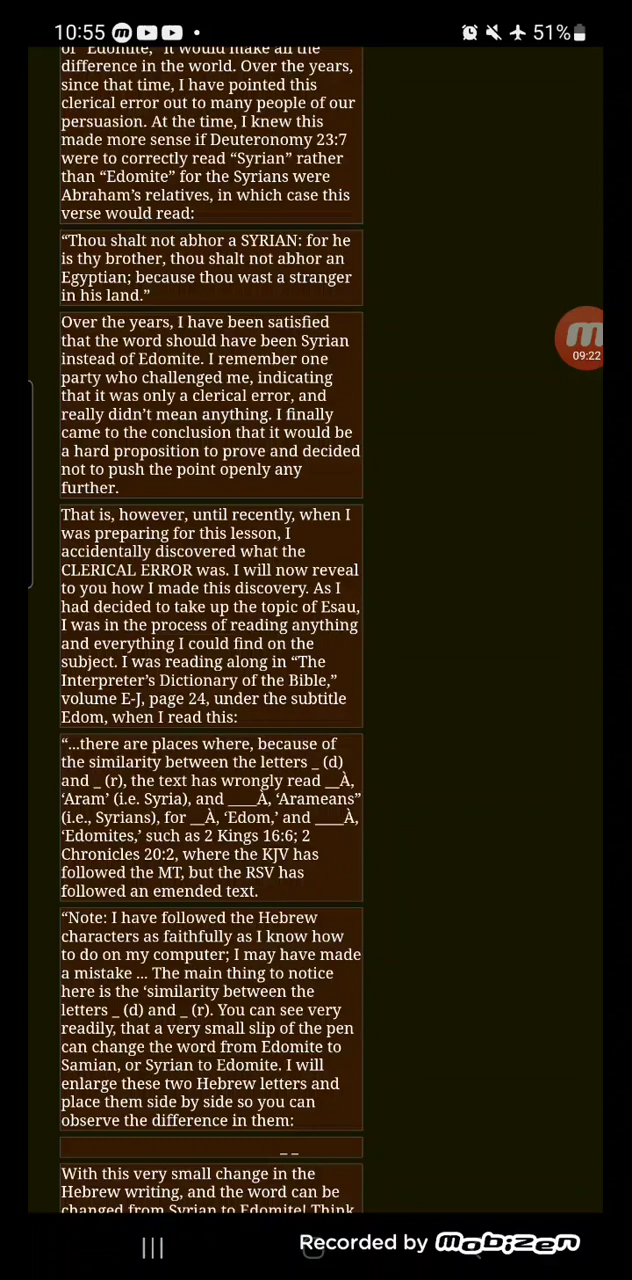 10:55
51%
of “Edomite,” it would make all the
difference in the world. Over the years,
since that time, I have pointed this
clerical error out to many people of our
persuasion. At the time, I knew this
made more sense if Deuteronomy 23:7
were to correctly read “Syrian” rather
than “Edomite” for the Syrians were
Abraham’s relatives, in which case this
verse would read:
“Thou shalt not abhor a SYRIAN: for he
is thy brother, thou shalt not abhor an
Egyptian; because thou wast a stranger
in his land.”
Over the years, I have been satisfied
that the word should have been Syrian
instead of Edomite. I remember one
party who challenged me, indicating
that it was only a clerical error, and
really didn’t mean anything. I finally
came to the conclusion that it would be
a hard proposition to prove and decided
not to push the point openly any
further.
That is, however, until recently, when I
was preparing for this lesson, I
accidentally discovered what the
CLERICAL ERROR was. I will now reveal
to you how I made this discovery. As I
had decided to take up the topic of Esau,
I was in the process of reading anything
and everything I could find on the
subject. I was reading along in “The
Interpreter’s Dictionary of the Bible,”
volume E-J, page 24, under the subtitle
Edom, when I read this:
“...there are places where, because of
the similarity between the letters _ (d)
and _ (r), the text has wrongly read __À,
‘Aram’ (i.e. Syria), and ____À, ‘Arameans”
(i.e., Syrians), for __À, ‘Edom,’ and ____À,
‘Edomites,’ such as 2 Kings 16:6; 2
Chronicles 20:2, where the KJV has
followed the MT, but the RSV has
followed an emended text.
“Note: I have followed the Hebrew
characters as faithfully as I know how
to do on my computer; I may have made
a mistake ... The main thing to notice
here is the ‘similarity between the
letters _ (d) and _ (r). You can see very
readily, that a very small slip of the pen
can change the word from Edomite to
Samian, or Syrian to Edomite. I will
enlarge these two Hebrew letters and
place them side by side so you can
observe the difference in them:
_ _
With this very small change in the
Hebrew writing, and the word can be
changed from Syrian to Edomite! Think
09:22
Recorded by mobizen